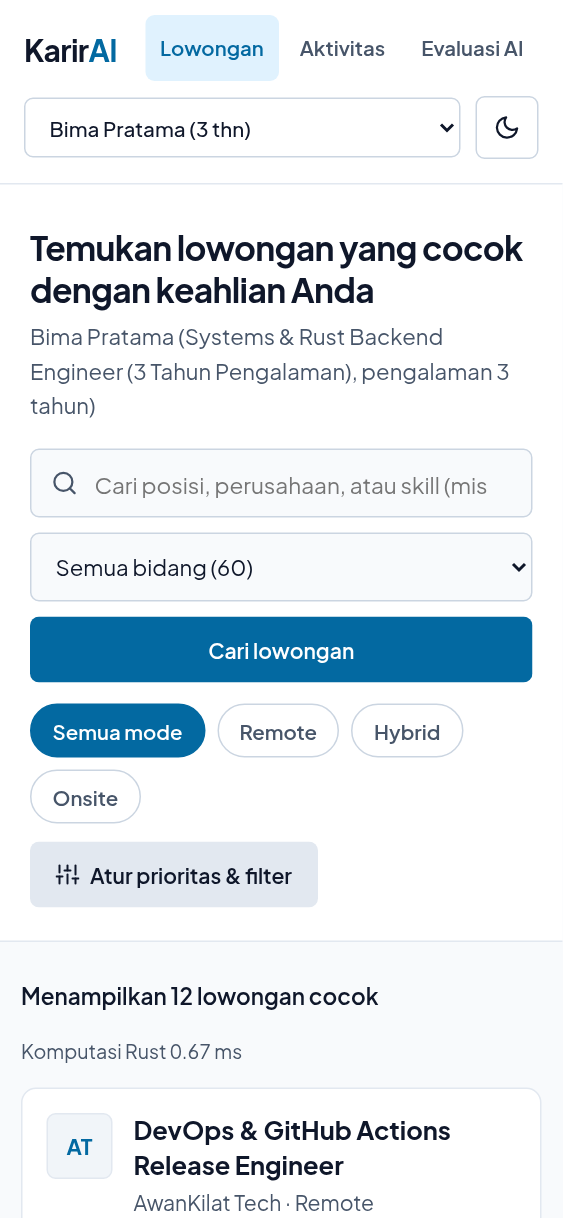 KarirAI
Lowongan
Aktivitas
Evaluasi AI
Bima Pratama (3 thn)
Temukan lowongan yang cocok
dengan keahlian Anda
Bima Pratama (Systems & Rust Backend
Engineer (3 Tahun Pengalaman), pengalaman 3
tahun)
Cari posisi, perusahaan, atau skill (mis
Semua bidang (60)
Cari lowongan
Semua mode
Remote
Hybrid
Onsite
Atur prioritas & filter
Menampilkan 12 lowongan cocok
Komputasi Rust 0.67 ms
AT
DevOps & GitHub Actions
Release Engineer
AwanKilat Tech · Remote